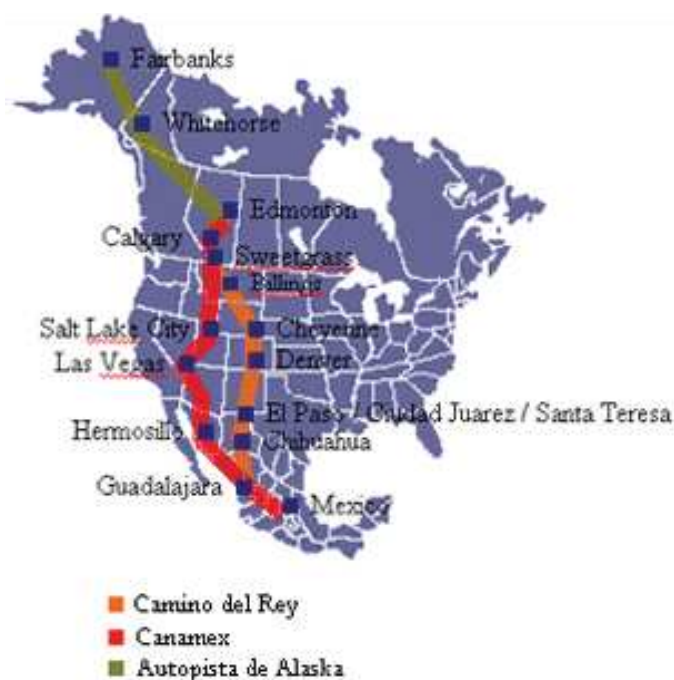 Fairbanks
Whitehorse
Edmonton
Calgary
Sweetgrass
Billings
Salt Lake City
Cheyenne
Las Vegas
Denver
El Paso / Ciudad Juarez / Santa Teresa
Hermosillo
Chihuahua
Guadalajara
Mexico
Camino del Rey
Canamex
Autopista de Alaska